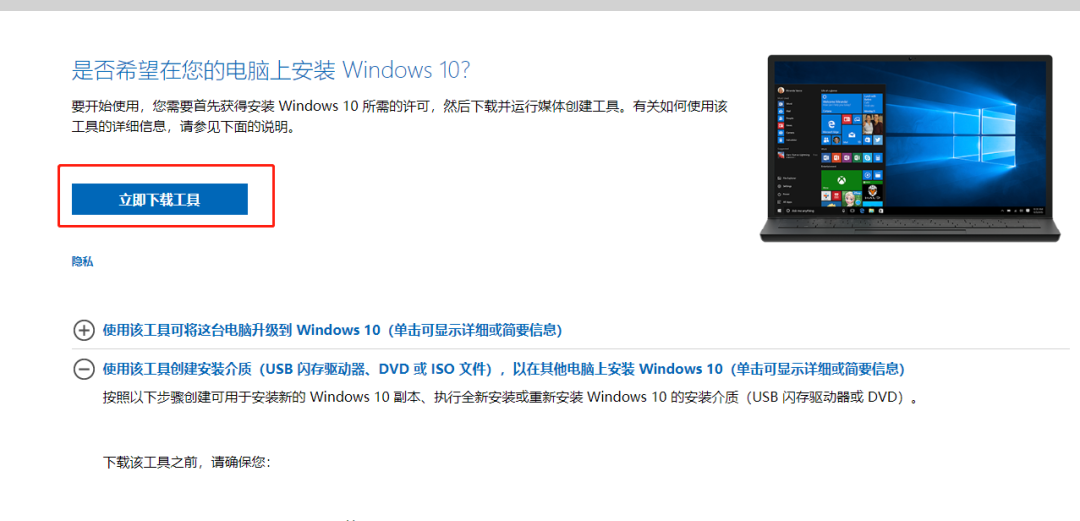 是否希望在您的电脑上安装 Windows 10?
要开始使用，您需要首先获得安装 Windows 10 所需的许可，然后下载并运行媒体创建工具。有关如何使用该
工具的详细信息，请参见下面的说明。
立即下载工具
隐私
使用该工具可将这台电脑升级到 Windows 10（单击可显示详细或简要信息）
使用该工具创建安装介质（USB 闪存驱动器、DVD 或 ISO 文件），以在其他电脑上安装 Windows 10（单击可显示详细或简要信息）
按照以下步骤创建可用于安装新的 Windows 10 副本、执行全新安装或重新安装 Windows 10 的安装介质（USB 闪存驱动器或 DVD）。
下载该工具之前，请确保您：